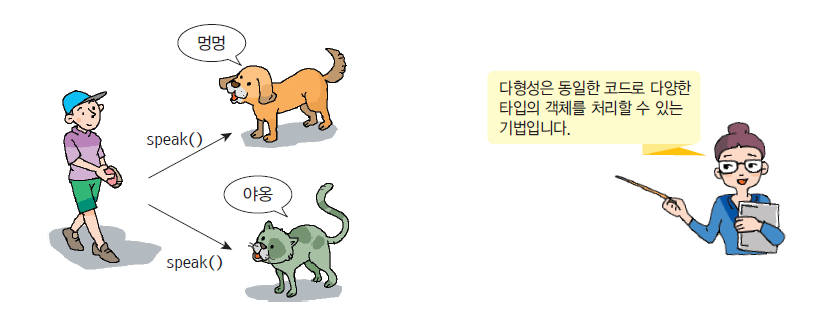 멍멍
speak()
야옹
speak()
다형성은 동일한 코드로 다양한
타입의 객체를 처리할 수 있는
기법입니다.